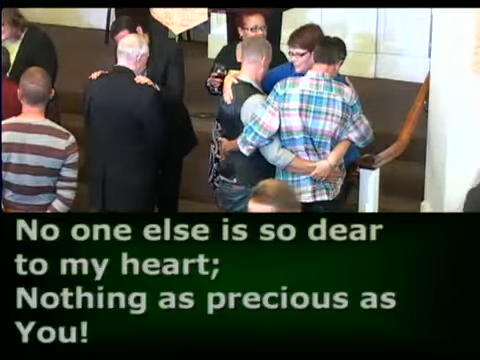 No one else is so dear
to my heart;
Nothing as precious as
You!